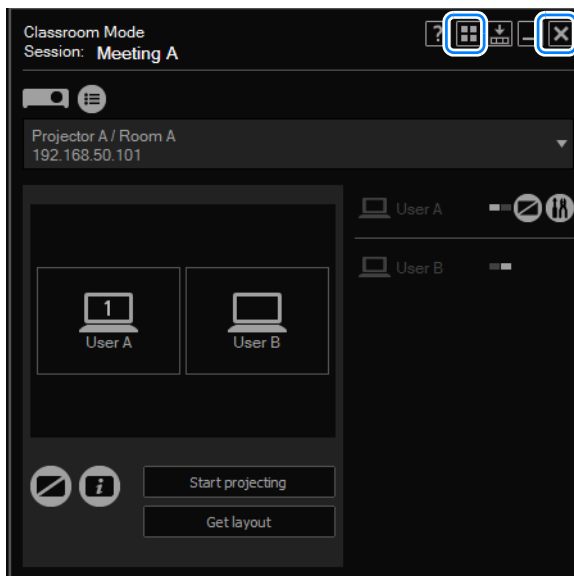 Classroom Mode
Session: Meeting A
?
Projector A / Room A
192.168.50.101
User A
User B
1
User A
User B
i
Start projecting
Get layout